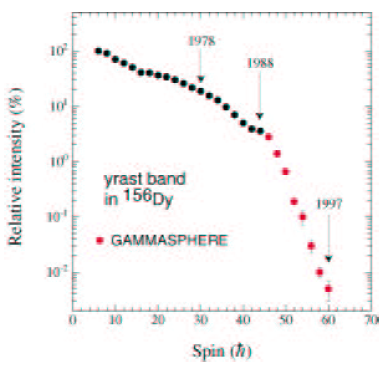 Relative intensity (%)
10²
10¹
10⁰
10⁻¹
10⁻²
1978
1988
1997
yrast band
in ¹⁵⁶Dy
GAMMASPHERE
0 10 20 30 40 50 60 70
Spin (ħ)